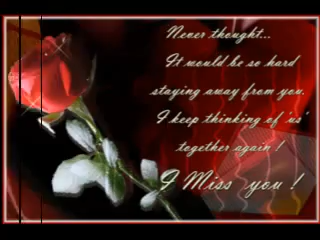 Never thought...
It would be so hard
staying away from you.
I keep thinking of 'us'
together again !
I Miss you !